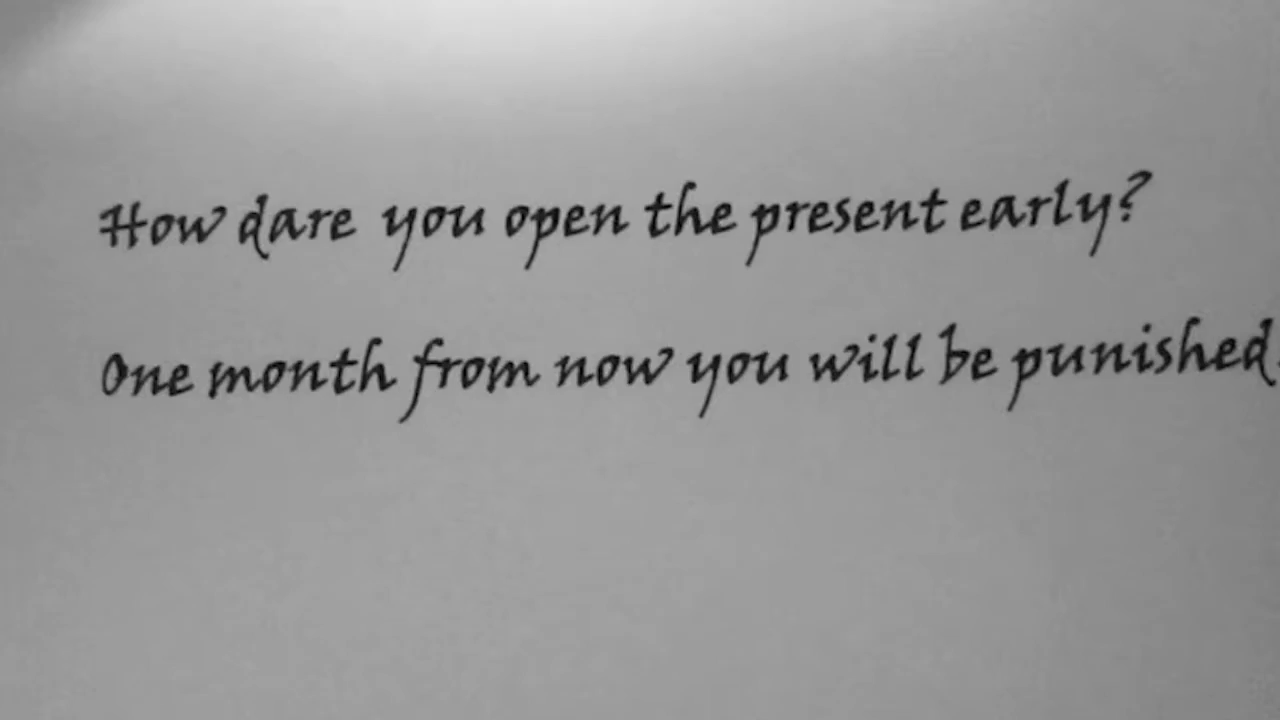 How dare you open the present early?
One month from now you will be punished.